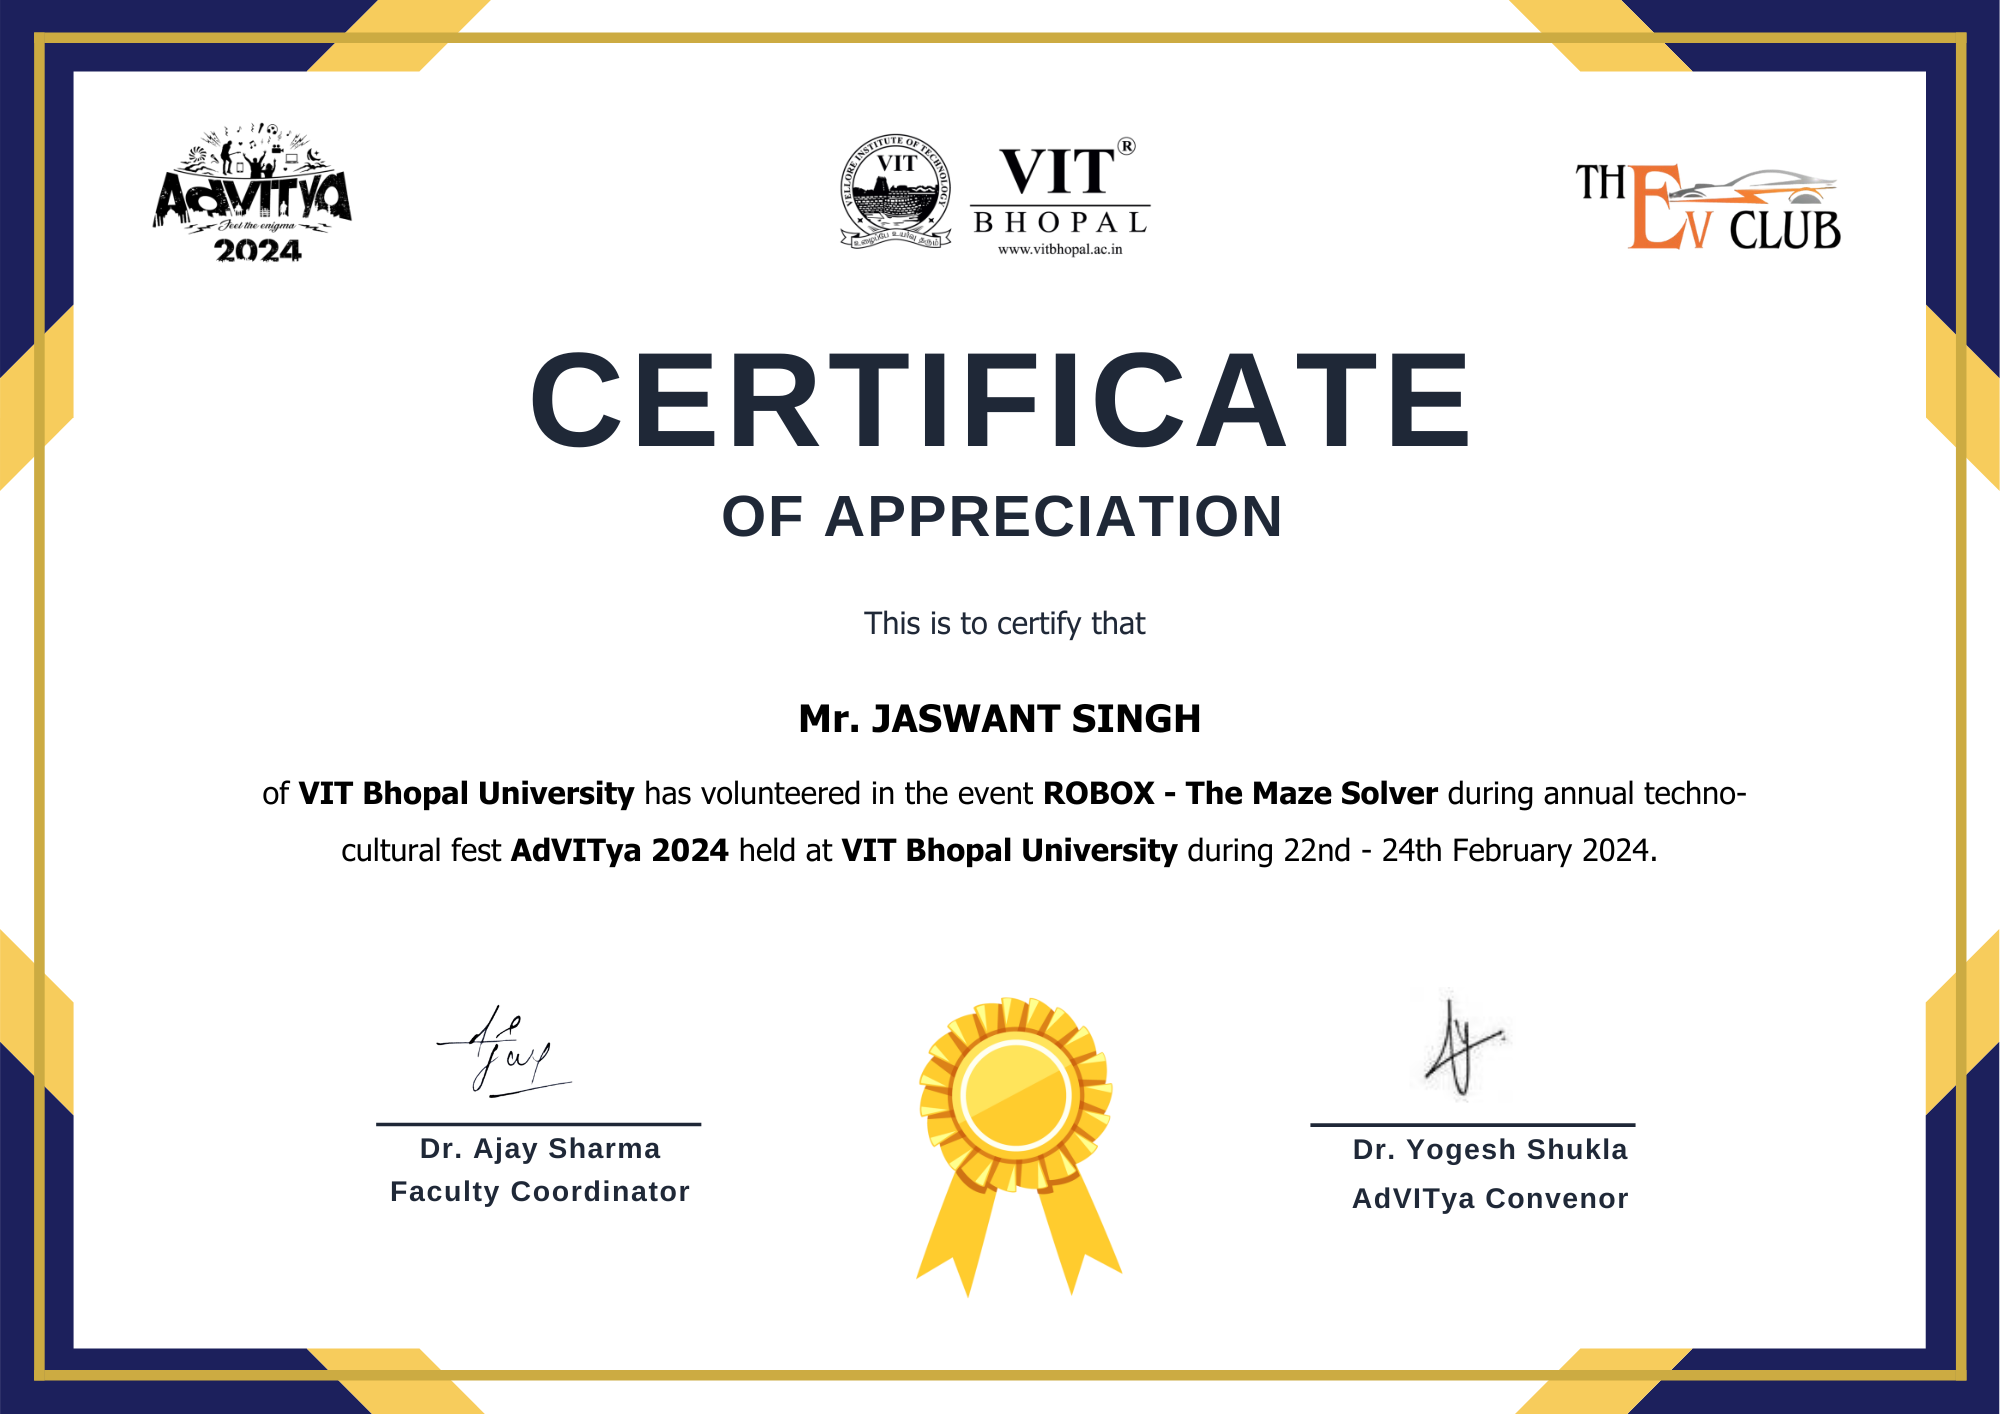 AdVITya
Feel the enigma
2024
VELLORE INSTITUTE OF TECHNOLOGY
VIT
VIT®
BHOPAL
www.vitbhopal.ac.in
THE EV CLUB
CERTIFICATE
OF APPRECIATION
This is to certify that
Mr. JASWANT SINGH
of VIT Bhopal University has volunteered in the event ROBOX - The Maze Solver during annual techno-
cultural fest AdVITya 2024 held at VIT Bhopal University during 22nd - 24th February 2024.
Ajay
Dr. Ajay Sharma
Faculty Coordinator
Dr. Yogesh Shukla
AdVITya Convenor